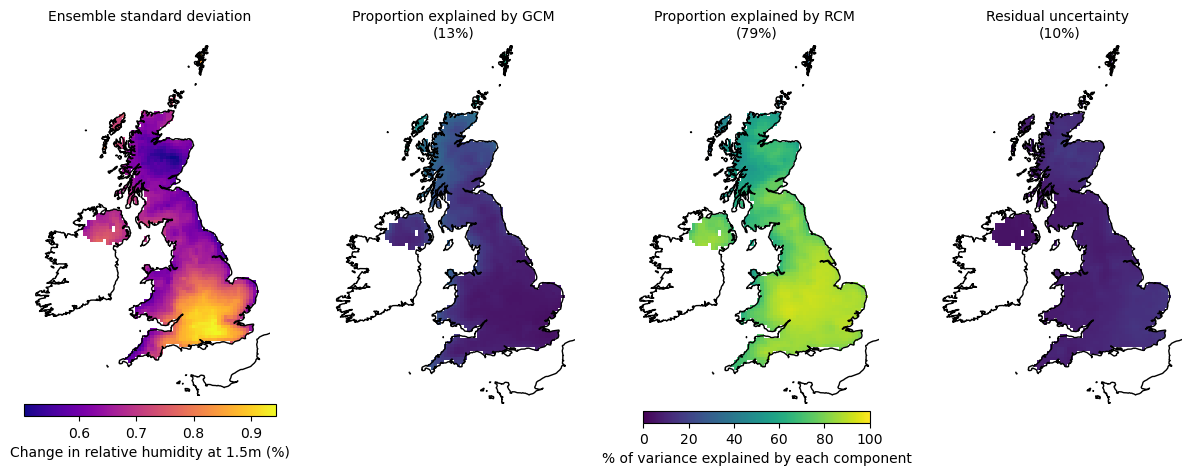 Ensemble standard deviation
Proportion explained by GCM
(13%)
Proportion explained by RCM
(79%)
Residual uncertainty
(10%)
0.6 0.7 0.8 0.9
Change in relative humidity at 1.5m (%)
0 20 40 60 80 100
% of variance explained by each component